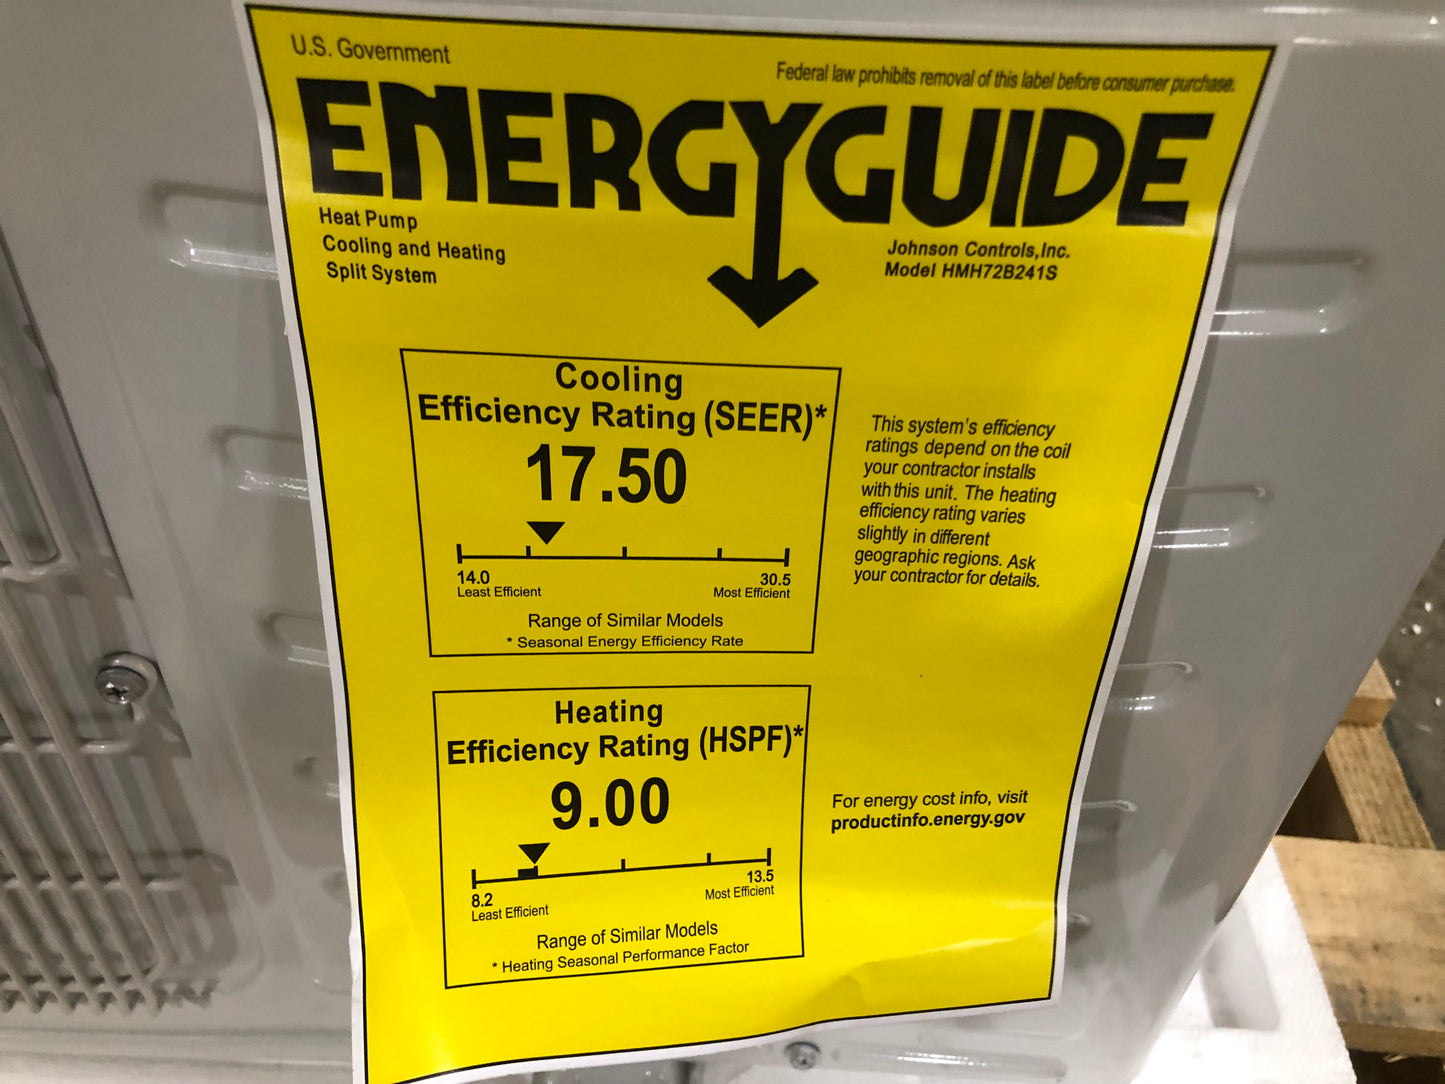 U.S. Government
Federal law prohibits removal of this label before consumer purchase.
ENERGYGUIDE
Heat Pump
Cooling and Heating
Split System
Johnson Controls,Inc.
Model HMH72B241S
Cooling
Efficiency Rating (SEER)*
17.50
14.0
Least Efficient
30.5
Most Efficient
Range of Similar Models
* Seasonal Energy Efficiency Rate
This system's efficiency
ratings depend on the coil
your contractor installs
with this unit. The heating
efficiency rating varies
slightly in different
geographic regions. Ask
your contractor for details.
Heating
Efficiency Rating (HSPF)*
9.00
8.2
Least Efficient
13.5
Most Efficient
Range of Similar Models
* Heating Seasonal Performance Factor
For energy cost info, visit
productinfo.energy.gov